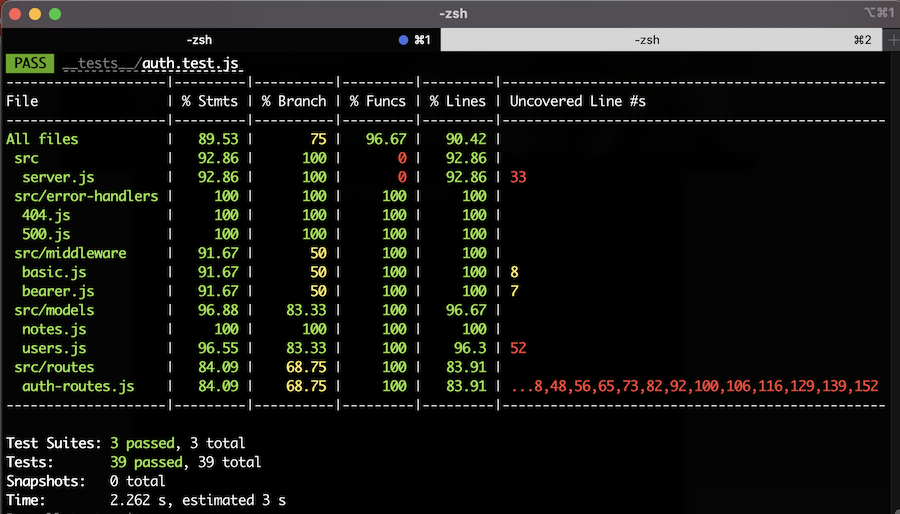 -zsh
⌥⌘1
-zsh ⌘1 -zsh ⌘2 +
PASS __tests__/auth.test.js
--------------------|---------|----------|---------|---------|------------------------------------------------
File | % Stmts | % Branch | % Funcs | % Lines | Uncovered Line #s
--------------------|---------|----------|---------|---------|------------------------------------------------
All files | 89.53 | 75 | 96.67 | 90.42 |
src | 92.86 | 100 | 0 | 92.86 |
server.js | 92.86 | 100 | 0 | 92.86 | 33
src/error-handlers | 100 | 100 | 100 | 100 |
404.js | 100 | 100 | 100 | 100 |
500.js | 100 | 100 | 100 | 100 |
src/middleware | 91.67 | 50 | 100 | 100 |
basic.js | 91.67 | 50 | 100 | 100 | 8
bearer.js | 91.67 | 50 | 100 | 100 | 7
src/models | 96.88 | 83.33 | 100 | 96.67 |
notes.js | 100 | 100 | 100 | 100 |
users.js | 96.55 | 83.33 | 100 | 96.3 | 52
src/routes | 84.09 | 68.75 | 100 | 83.91 |
auth-routes.js | 84.09 | 68.75 | 100 | 83.91 | ...8,48,56,65,73,82,92,100,106,116,129,139,152
--------------------|---------|----------|---------|---------|------------------------------------------------
Test Suites: 3 passed, 3 total
Tests: 39 passed, 39 total
Snapshots: 0 total
Time: 2.262 s, estimated 3 s